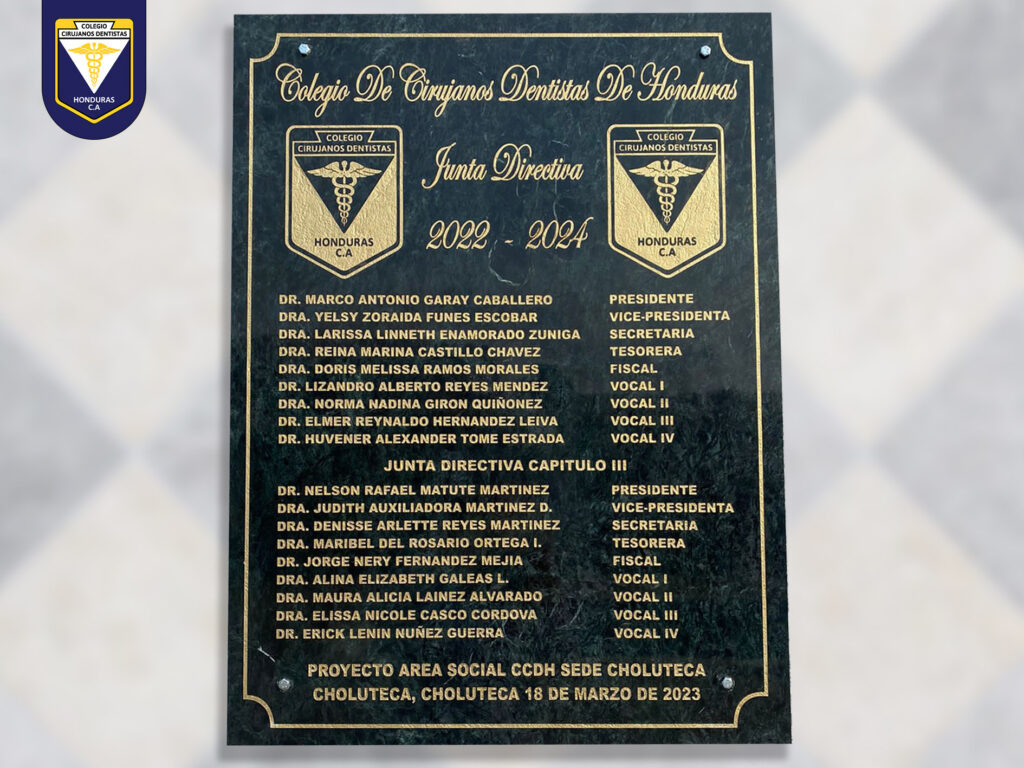 COLEGIO
CIRUJANOS DENTISTAS
HONDURAS
C.A
Colegio De Cirujanos Dentistas De Honduras
COLEGIO
CIRUJANOS DENTISTAS
HONDURAS
C.A
Junta Directiva
2022 - 2024
COLEGIO
CIRUJANOS DENTISTAS
HONDURAS
C.A
DR. MARCO ANTONIO GARAY CABALLERO PRESIDENTE
DRA. YELSY ZORAIDA FUNES ESCOBAR VICE-PRESIDENTA
DRA. LARISSA LINNETH ENAMORADO ZUNIGA SECRETARIA
DRA. REINA MARINA CASTILLO CHAVEZ TESORERA
DRA. DORIS MELISSA RAMOS MORALES FISCAL
DR. LIZANDRO ALBERTO REYES MENDEZ VOCAL I
DRA. NORMA NADINA GIRON QUIÑONEZ VOCAL II
DR. ELMER REYNALDO HERNANDEZ LEIVA VOCAL III
DR. HUVENER ALEXANDER TOME ESTRADA VOCAL IV
JUNTA DIRECTIVA CAPITULO III
DR. NELSON RAFAEL MATUTE MARTINEZ PRESIDENTE
DRA. JUDITH AUXILIADORA MARTINEZ D. VICE-PRESIDENTA
DRA. DENISSE ARLETTE REYES MARTINEZ SECRETARIA
DRA. MARIBEL DEL ROSARIO ORTEGA I. TESORERA
DR. JORGE NERY FERNANDEZ MEJIA FISCAL
DRA. ALINA ELIZABETH GALEAS L. VOCAL I
DRA. MAURA ALICIA LAINEZ ALVARADO VOCAL II
DRA. ELISSA NICOLE CASCO CORDOVA VOCAL III
DR. ERICK LENIN NUÑEZ GUERRA VOCAL IV
PROYECTO AREA SOCIAL CCDH SEDE CHOLUTECA
CHOLUTECA, CHOLUTECA 18 DE MARZO DE 2023